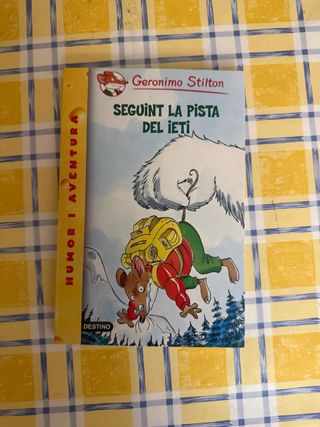 Geronimo Stilton
SEGUINT LA PISTA
DEL IETI
HUMOR I AVENTURA
DESTINO